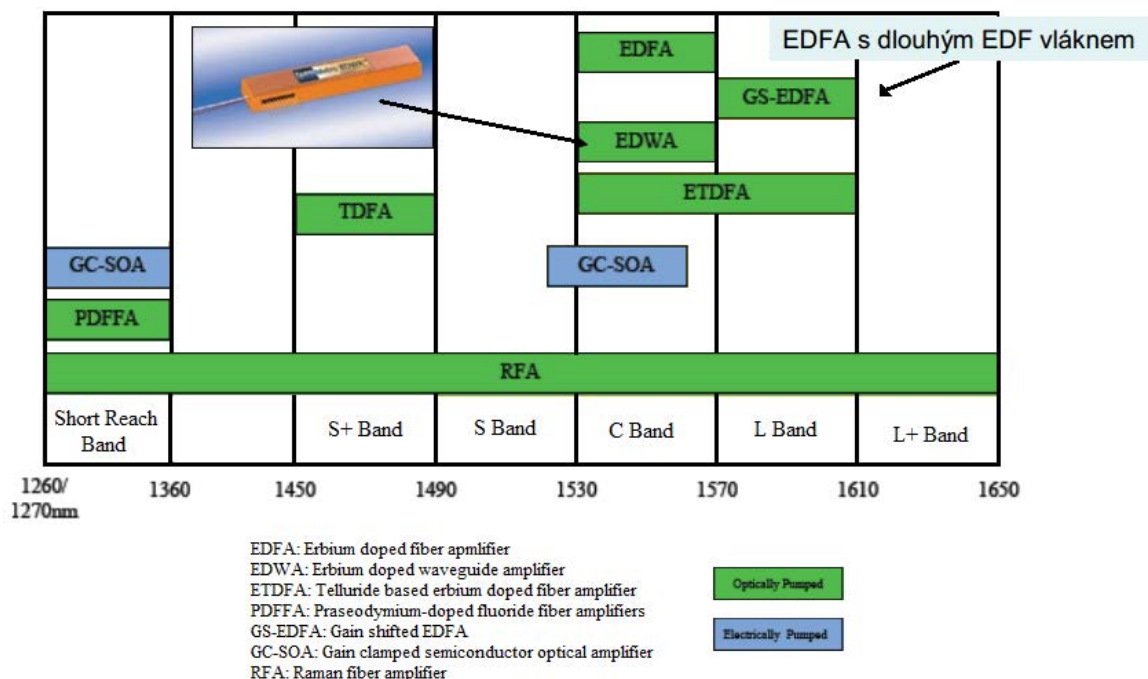 EDFA s dlouhým EDF vláknem
EDFA
GS-EDFA
EDWA
ETDFA
TDFA
GC-SOA
GC-SOA
PDFFA
RFA
Short Reach
Band
S+ Band
S Band
C Band
L Band
L+ Band
1260/
1270nm
1360
1450
1490
1530
1570
1610
1650
EDFA: Erbium doped fiber apmlifier
EDWA: Erbium doped waveguide amplifier
ETDFA: Telluride based erbium doped fiber amplifier
PDFFA: Praseodymium-doped fluoride fiber amplifiers
GS-EDFA: Gain shifted EDFA
GC-SOA: Gain clamped semiconductor optical amplifier
RFA: Raman fiber amplifier
Optically Pumped
Electrically Pumped